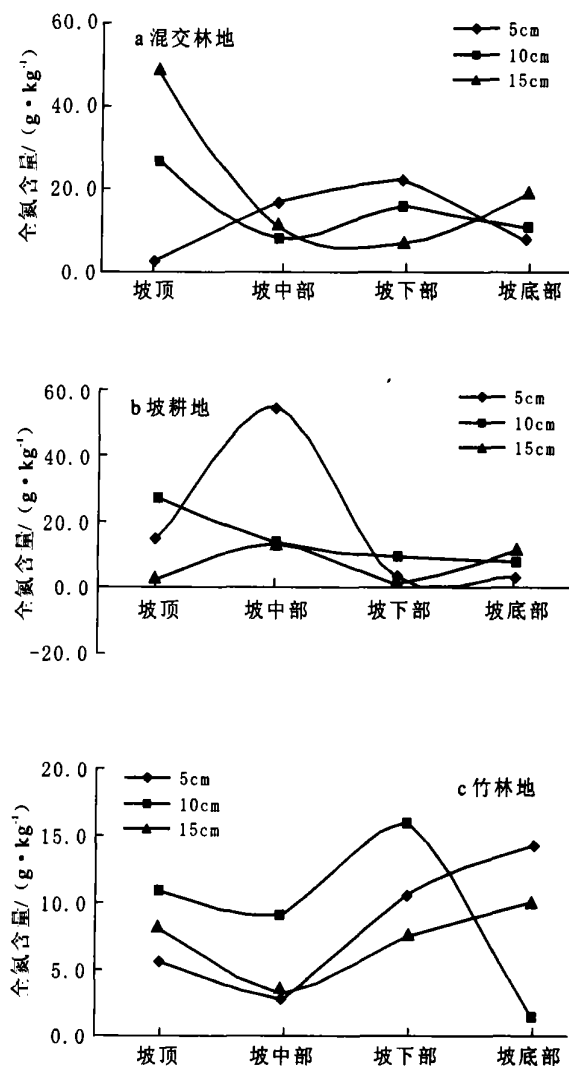 a混交林地
5cm
10cm
15cm
全氮含量/(g·kg⁻¹)
60.0
40.0
20.0
0.0
坡顶 坡中部 坡下部 坡底部
b坡耕地
5cm
10cm
15cm
全氮含量/(g·kg⁻¹)
60.0
40.0
20.0
0.0
-20.0
坡顶 坡中部 坡下部 坡底部
c竹林地
5cm
10cm
15cm
全氮含量/(g·kg⁻¹)
20.0
15.0
10.0
5.0
0.0
坡顶 坡中部 坡下部 坡底部